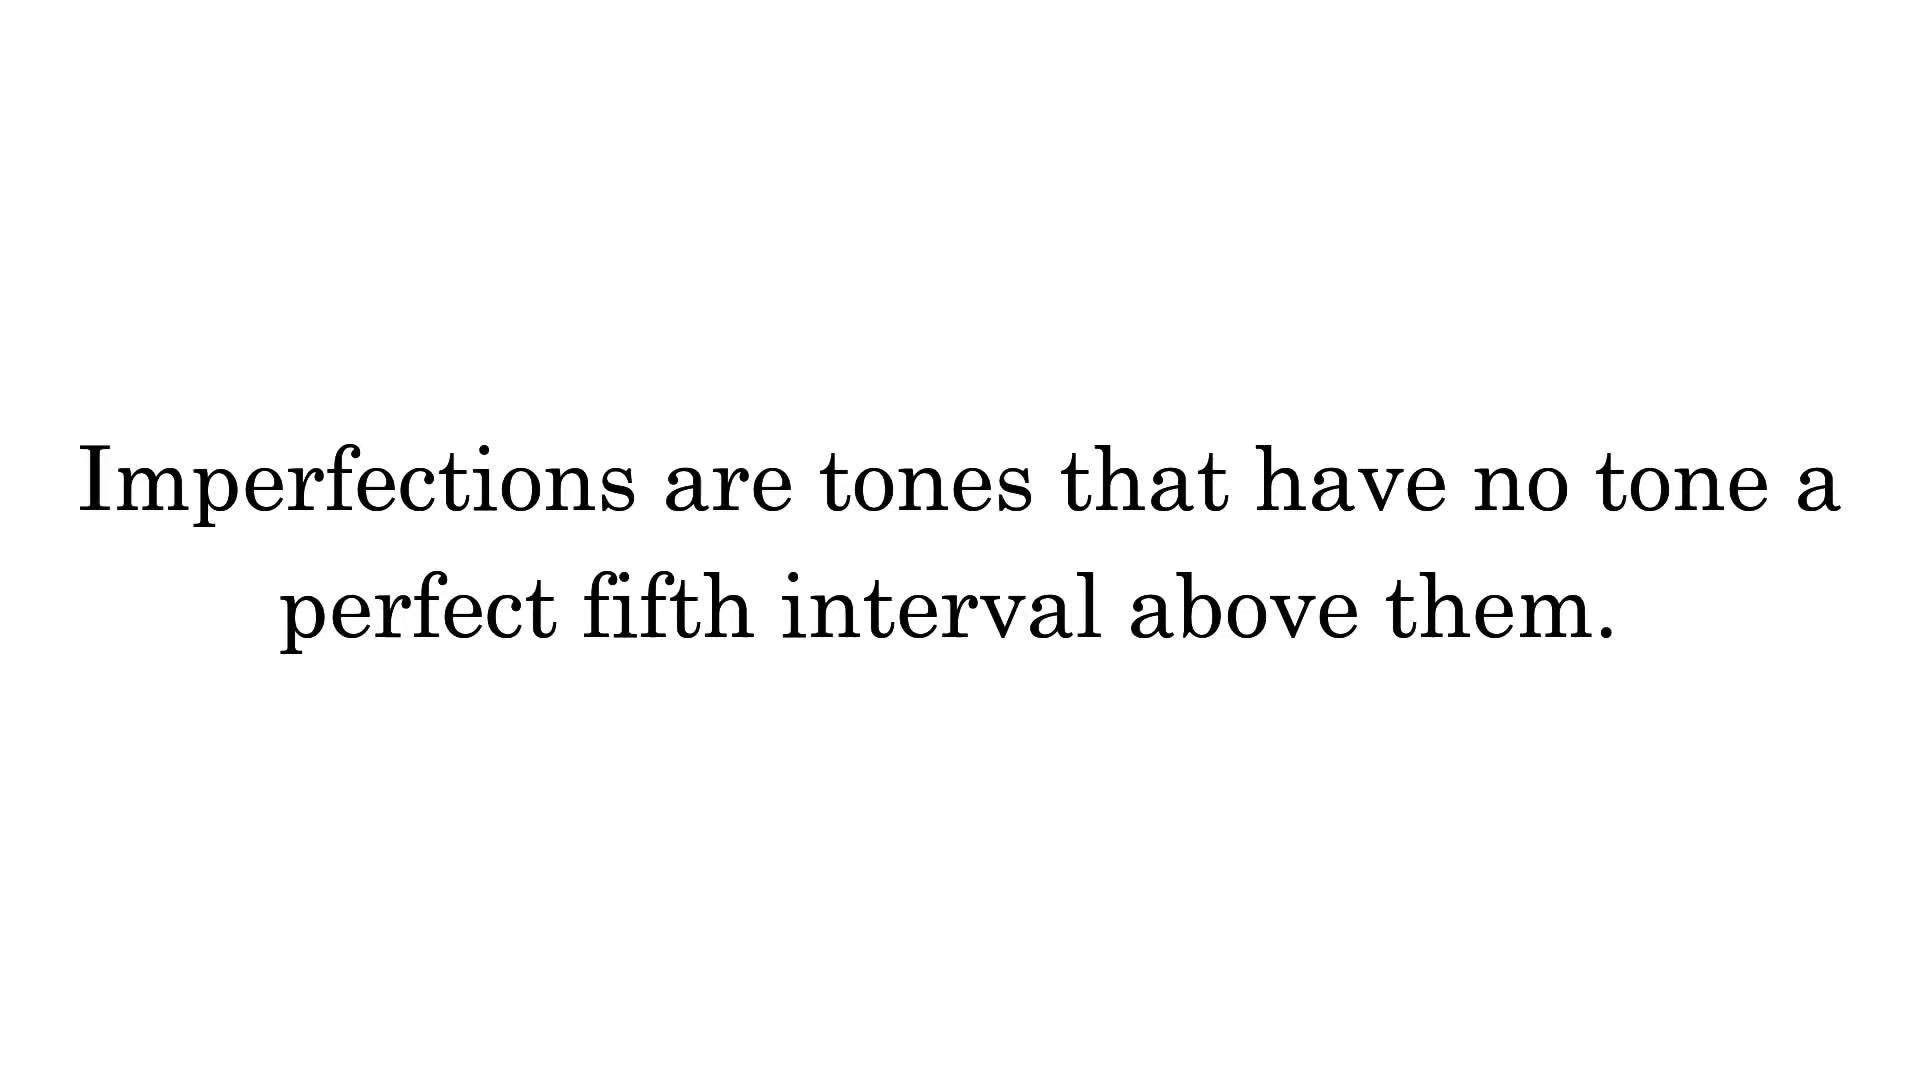 Imperfections are tones that have no tone a
perfect fifth interval above them.